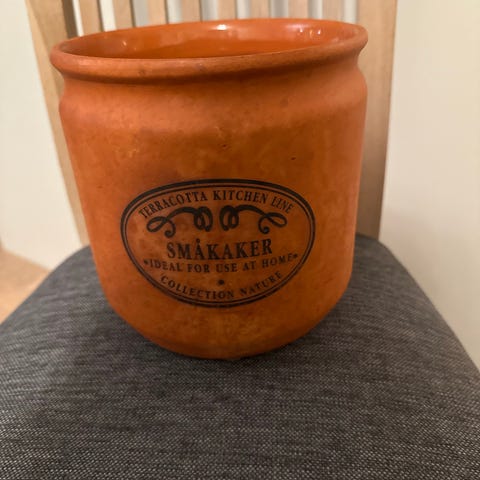 TERRACOTTA KITCHEN LINE
SMÅKAKER
•IDEAL FOR USE AT HOME•
COLLECTION NATURE